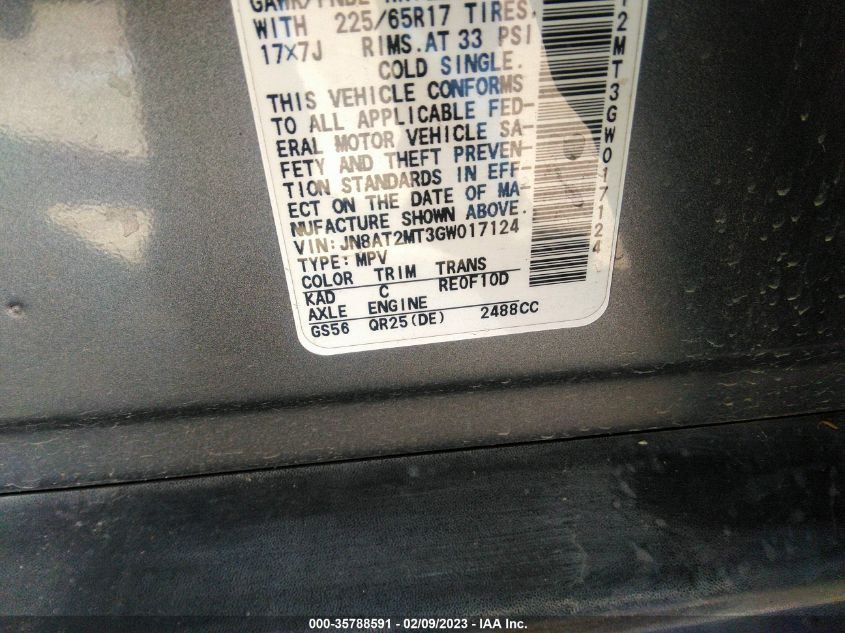 WITH 225/65R17 TIRES,
17x7J RIMS.AT 33 PSI
COLD SINGLE.
THIS VEHICLE CONFORMS
TO ALL APPLICABLE FED-
ERAL MOTOR VEHICLE SA-
FETY AND THEFT PREVEN-
TION STANDARDS IN EFF-
ECT ON THE DATE OF MA-
NUFACTURE SHOWN ABOVE.
VIN:JN8AT2MT3GW017124
TYPE:MPV
COLOR TRIM TRANS
KAD C RE0F10D
AXLE ENGINE
GS56 QR25(DE) 2488CC
2MT3GW017124
000-35788591 - 02/09/2023 - © IAA Inc.